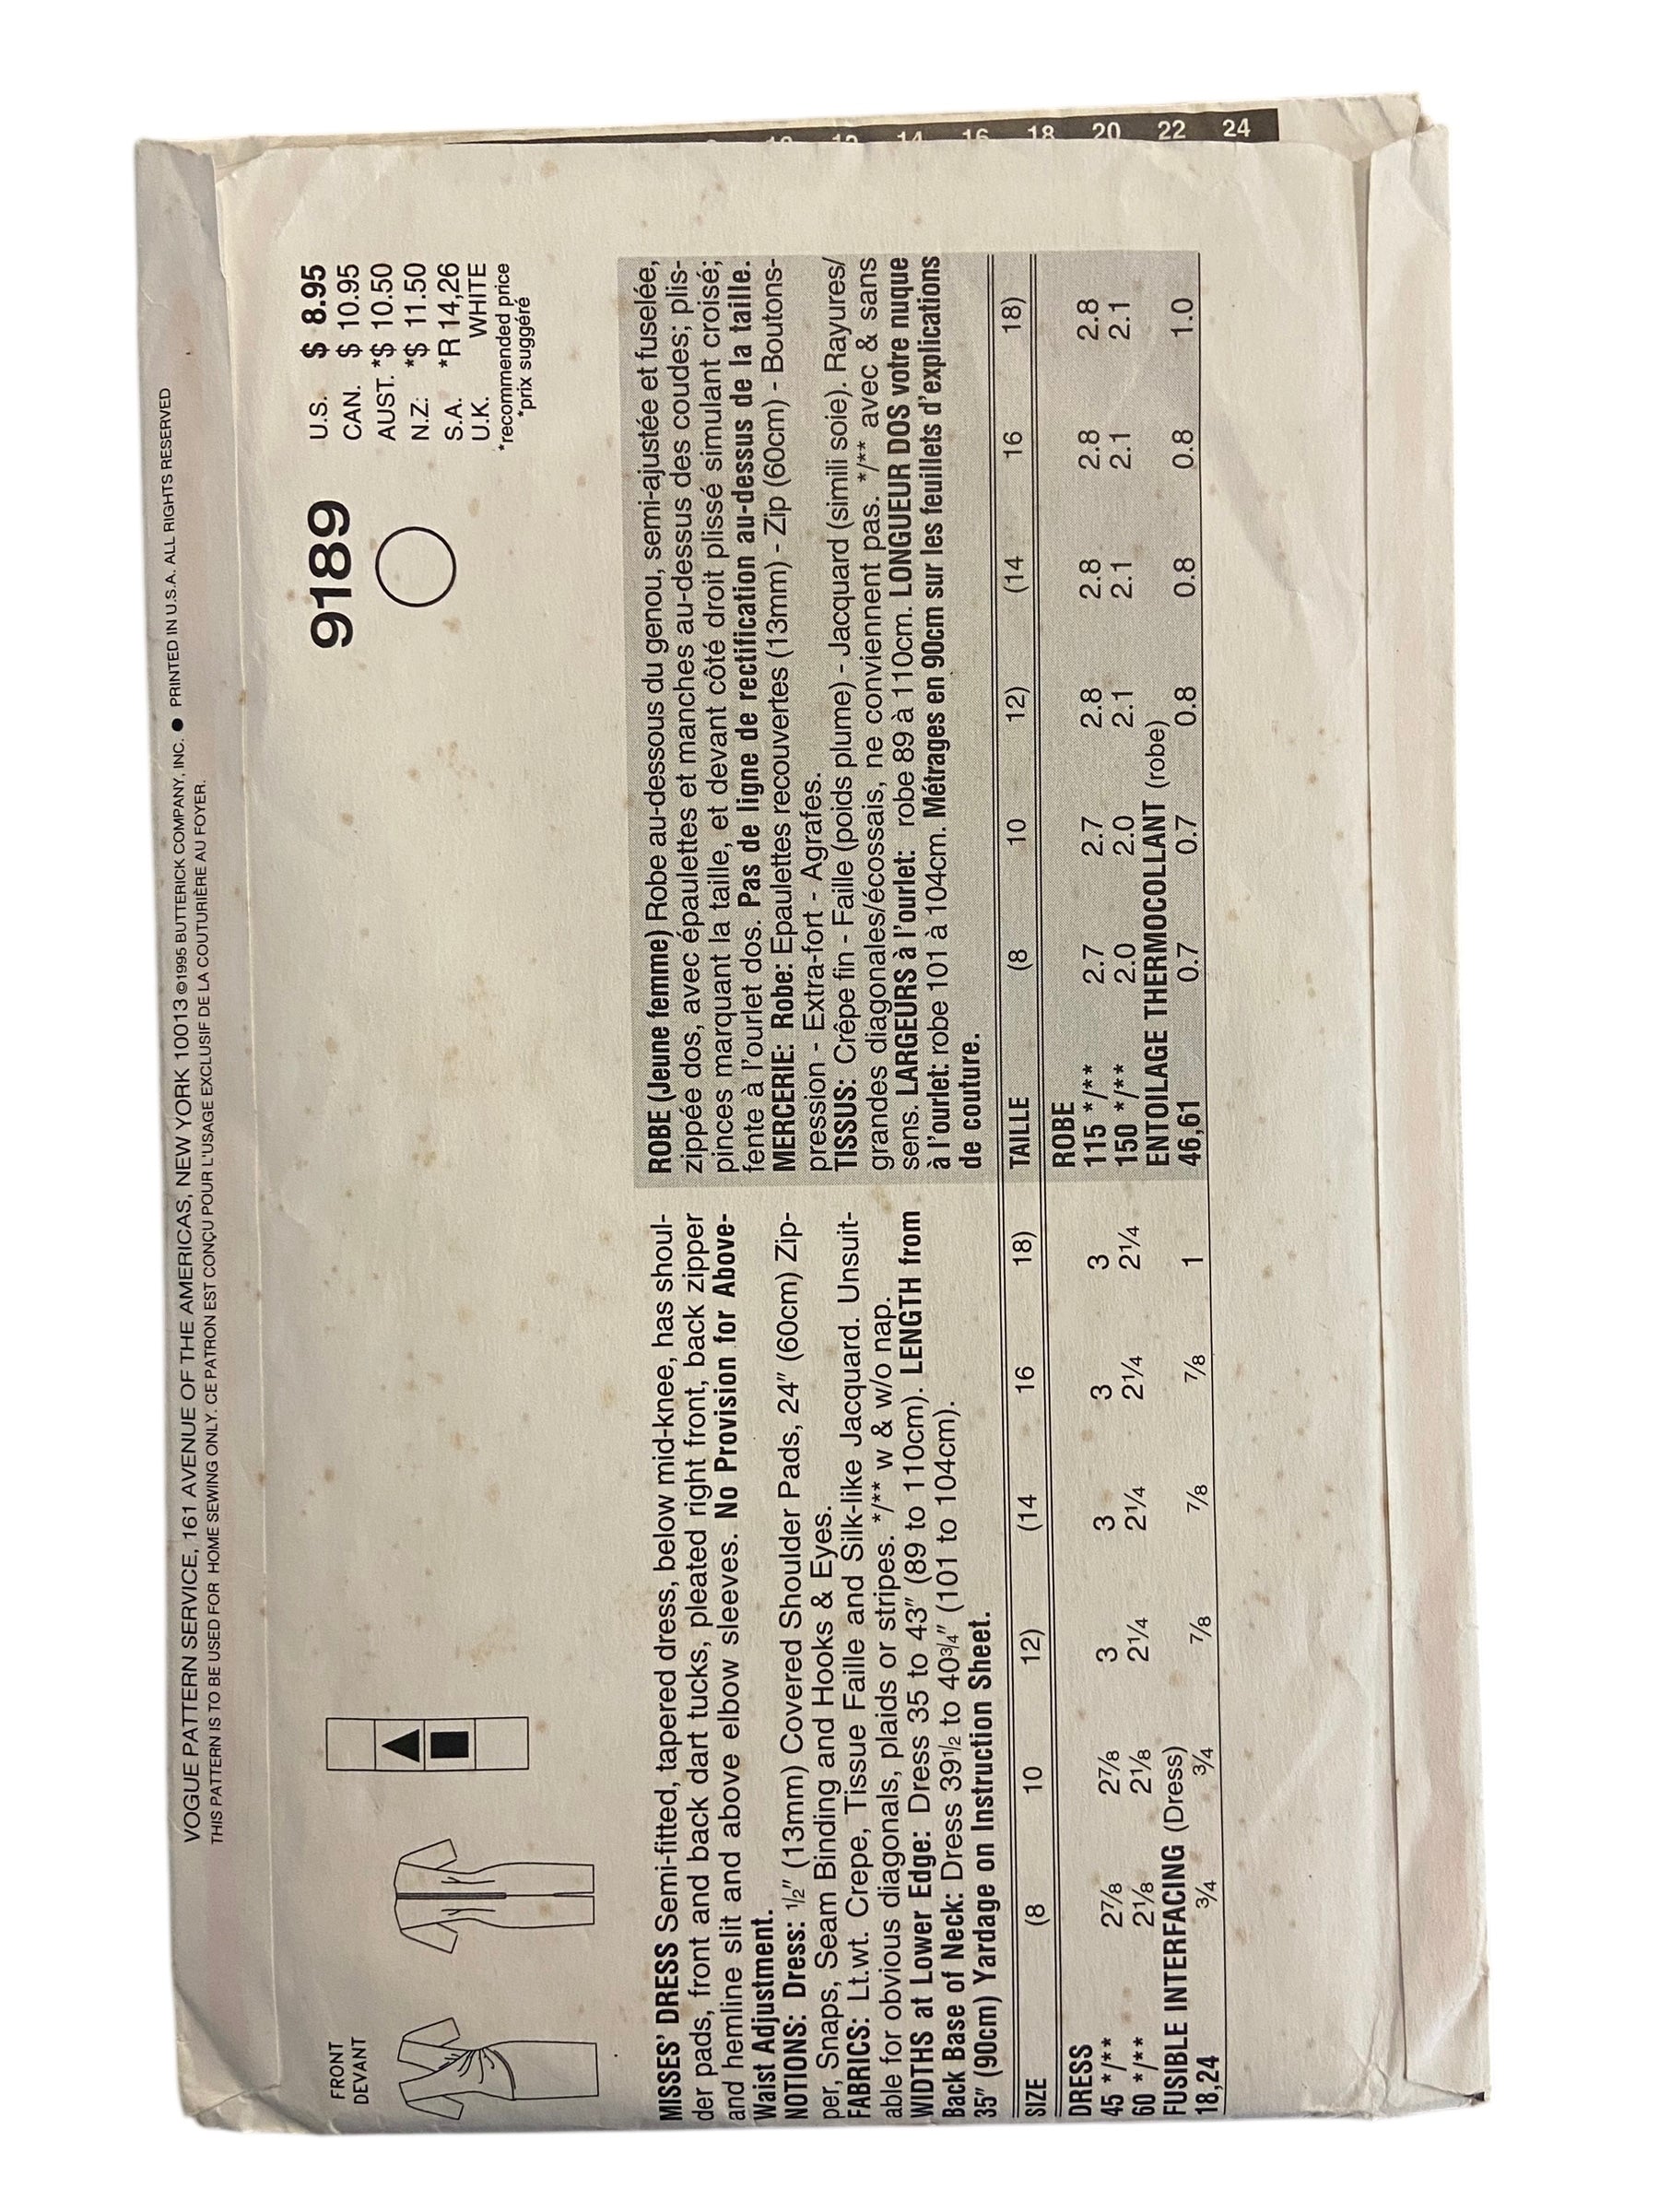 VOGUE PATTERN SERVICE, 161 AVENUE OF THE AMERICAS, NEW YORK 10013 ©1995 BUTTERICK COMPANY, INC. ● PRINTED IN U.S.A. ALL RIGHTS RESERVED
THIS PATTERN IS TO BE USED FOR HOME SEWING ONLY. CE PATRON EST CONÇU POUR L'USAGE EXCLUSIF DE LA COUTURIÈRE AU FOYER.
FRONT
DEVANT
9189
U.S. $ 8.95
CAN. $ 10.95
AUST. *$ 10.50
N.Z. *$ 11.50
S.A. *R 14,26
U.K. WHITE
*recommended price
*prix suggéré
MISSES' DRESS Semi-fitted, tapered dress, below mid-knee, has shoul-
der pads, front and back dart tucks, pleated right front, back zipper
and hemline slit and above elbow sleeves. No Provision for Above-
Waist Adjustment.
NOTIONS: Dress: 1/2" (13mm) Covered Shoulder Pads, 24" (60cm) Zip-
per, Snaps, Seam Binding and Hooks & Eyes.
FABRICS: Lt.wt. Crepe, Tissue Faille and Silk-like Jacquard. Unsuit-
able for obvious diagonals, plaids or stripes. */** w & w/o nap.
WIDTHS at Lower Edge: Dress 35 to 43" (89 to 110cm). LENGTH from
Back Base of Neck: Dress 39½ to 40¾" (101 to 104cm).
35" (90cm) Yardage on Instruction Sheet.
SIZE (8 10 12) (14 16 18)
DRESS
45 */** 2⅞ 2⅞ 3 3 3 3
60 */** 2⅛ 2⅛ 2¼ 2¼ 2¼ 2¼
FUSIBLE INTERFACING (Dress)
18,24 ¾ ¾ ⅞ ⅞ ⅞ 1
ROBE (Jeune femme) Robe au-dessous du genou, semi-ajustée et fuselée,
zippée dos, avec épaulettes et manches au-dessus des coudes; plis-
pinces marquant la taille, et devant côté droit plissé simulant croisé;
fente à l'ourlet dos. Pas de ligne de rectification au-dessus de la taille.
MERCERIE: Robe: Epaulettes recouvertes (13mm) - Zip (60cm) - Boutons-
pression - Extra-fort - Agrafes.
TISSUS: Crêpe fin - Faille (poids plume) - Jacquard (simili soie). Rayures/
grandes diagonales/écossais, ne conviennent pas. */** avec & sans
sens. LARGEURS à l'ourlet: robe 89 à 110cm. LONGUEUR DOS votre nuque
à l'ourlet: robe 101 à 104cm. Métrages en 90cm sur les feuillets d'explications
de couture.
TAILLE (8 10 12) (14 16 18)
ROBE
115 */** 2.7 2.7 2.8 2.8 2.8 2.8
150 */** 2.0 2.0 2.1 2.1 2.1 2.1
ENTOILAGE THERMOCOLLANT (robe)
46,61 0.7 0.7 0.8 0.8 0.8 1.0
10 12 14 16 18 20 22 24